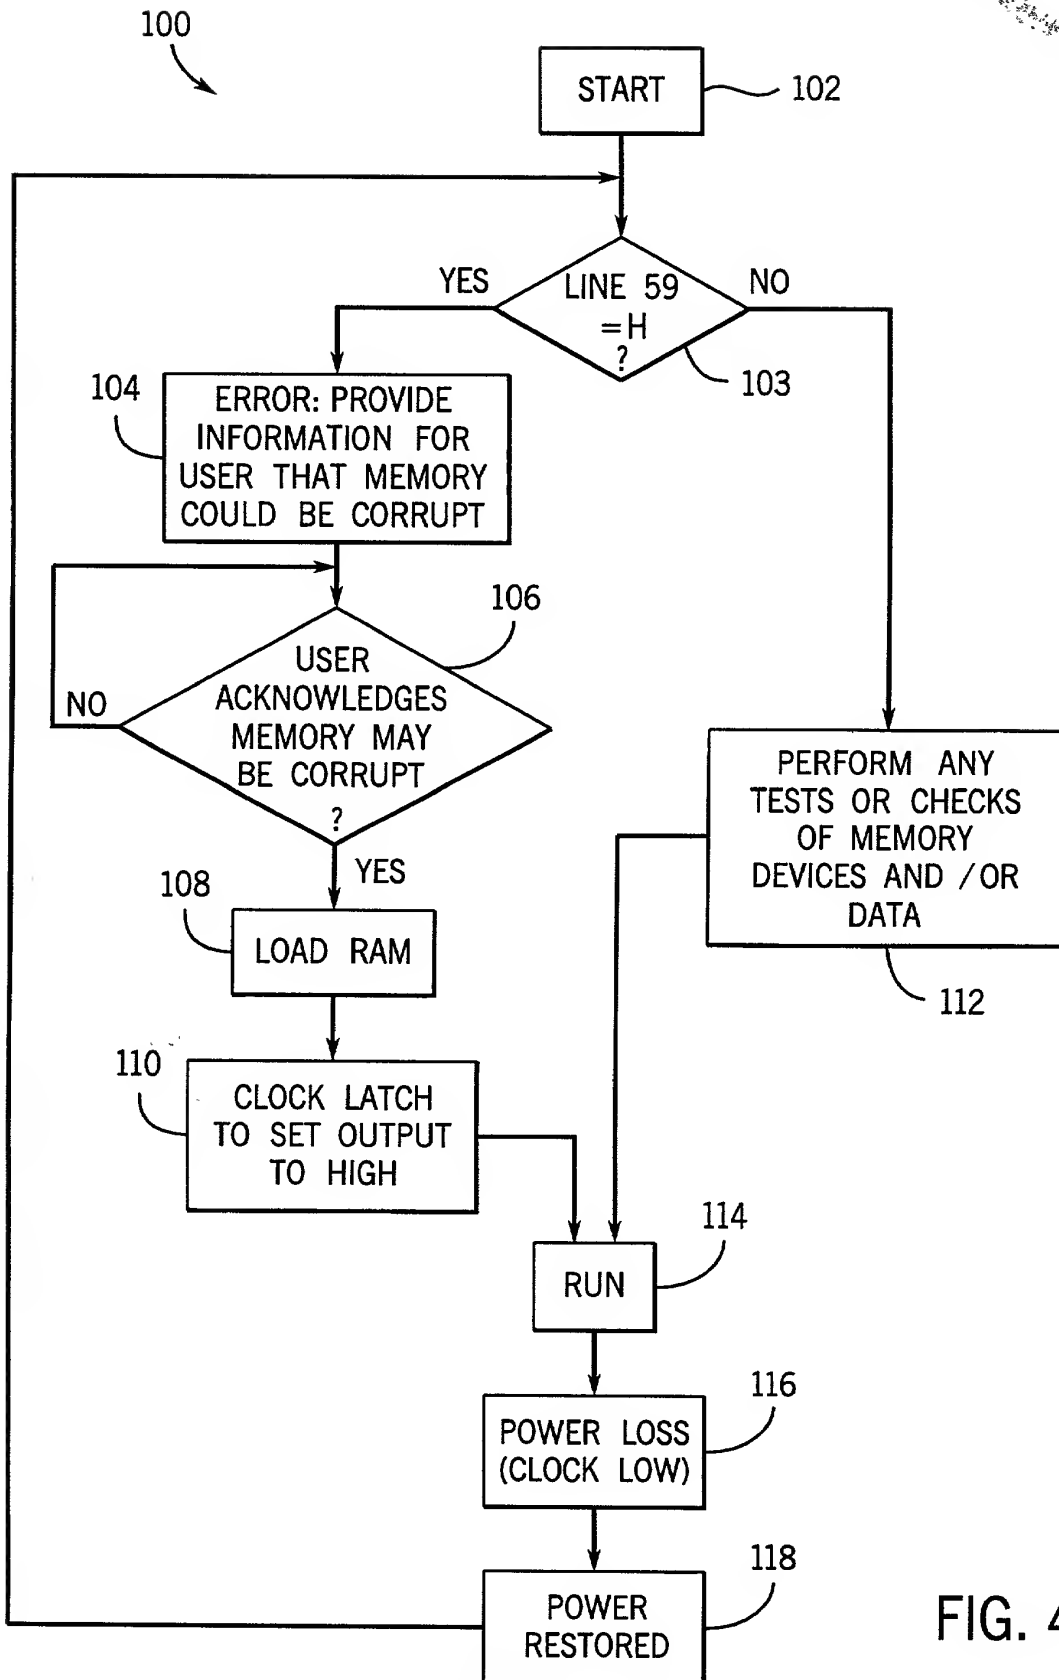 100
START
102
YES
LINE 59
=H
?
NO
103
104
ERROR: PROVIDE
INFORMATION FOR
USER THAT MEMORY
COULD BE CORRUPT
106
USER
ACKNOWLEDGES
MEMORY MAY
BE CORRUPT
?
NO
YES
PERFORM ANY
TESTS OR CHECKS
OF MEMORY
DEVICES AND /OR
DATA
112
108
LOAD RAM
110
CLOCK LATCH
TO SET OUTPUT
TO HIGH
114
RUN
116
POWER LOSS
(CLOCK LOW)
118
POWER
RESTORED
FIG. 4